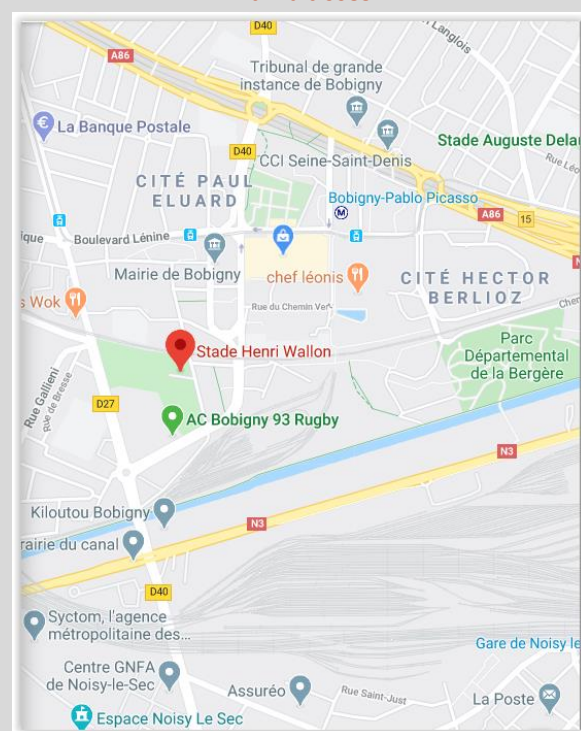 D40
Langlois
A86
Tribunal de grande
instance de Bobigny
La Banque Postale
D40
CCI Seine-Saint-Denis
Stade Auguste Delau
CITÉ PAUL
ELUARD
Bobigny-Pablo Picasso
M
A86
15
ique
Boulevard Lénine
Mairie de Bobigny
chef léonis
CITÉ HECTOR
BERLIOZ
s Wok
Rue du Chemin Vert
Parc
Départemental
de la Bergère
Stade Henri Wallon
Rue Gallieni
Rue de Bresse
D27
AC Bobigny 93 Rugby
N3
Kiloutou Bobigny
N3
rairie du canal
D40
Syctom, l'agence
métropolitaine des...
Gare de Noisy le
Centre GNFA
de Noisy-le-Sec
Assuréo
Rue Saint-Just
La Poste
Espace Noisy Le Sec